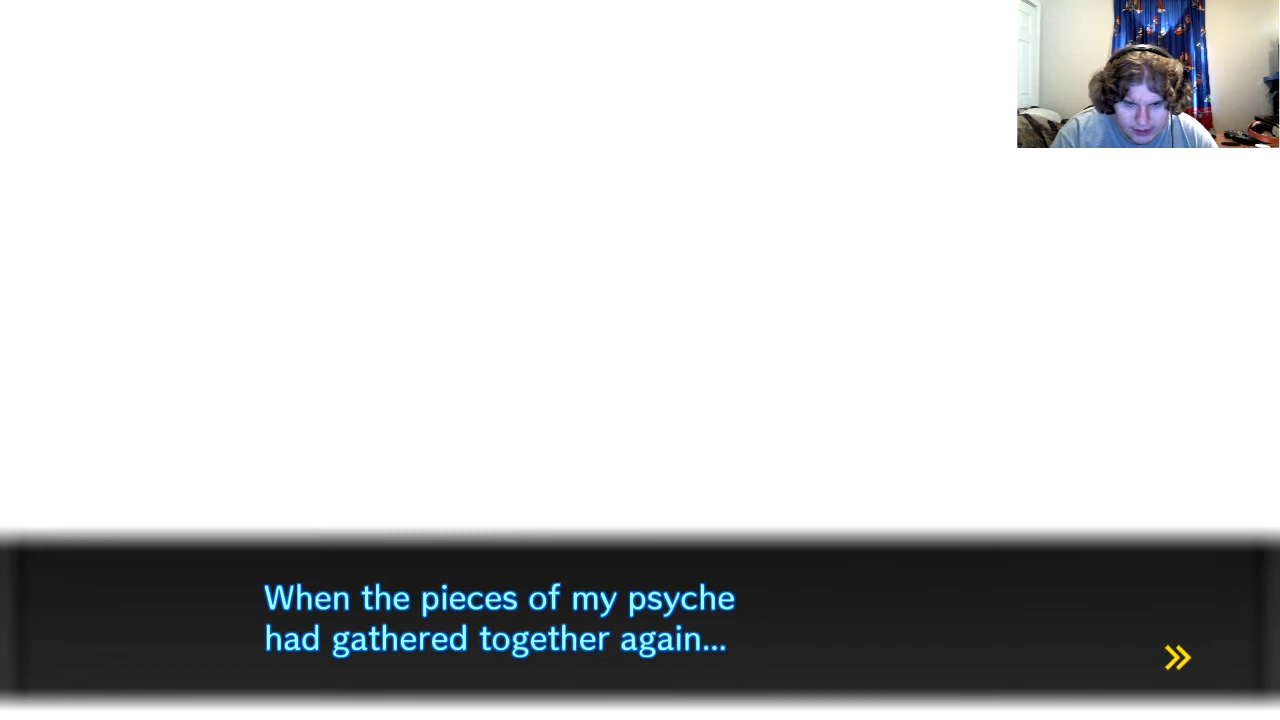 When the pieces of my psyche
had gathered together again...